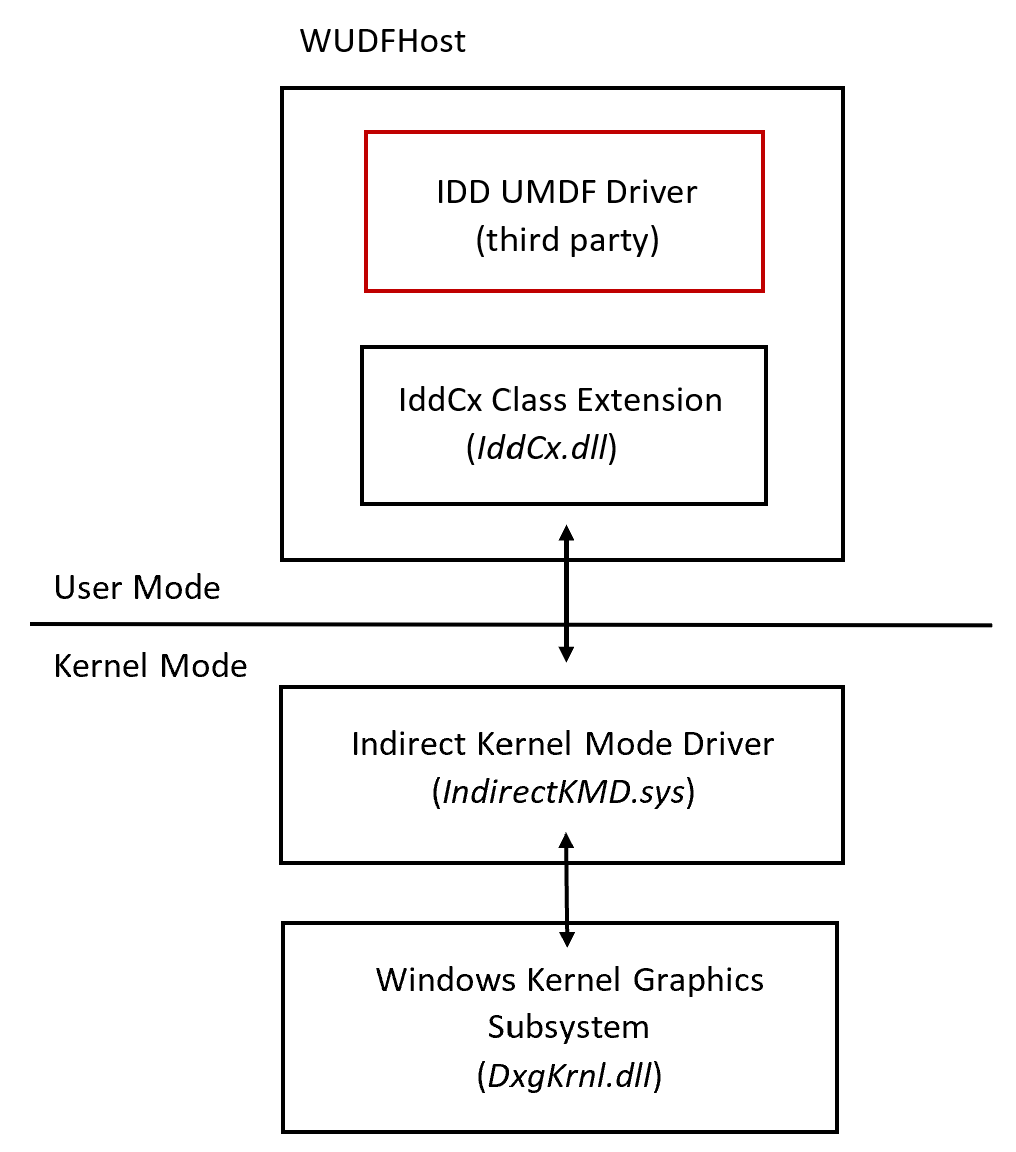 WUDFHost
IDD UMDF Driver
(third party)
IddCx Class Extension
(IddCx.dll)
User Mode
Kernel Mode
Indirect Kernel Mode Driver
(IndirectKMD.sys)
Windows Kernel Graphics
Subsystem
(DxgKrnl.dll)